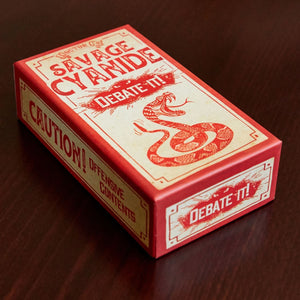 SAVAGE
CYANIDE
DEBATE IT!
CAUTION!
OFFENSIVE
CONTENTS
DEBATE IT!